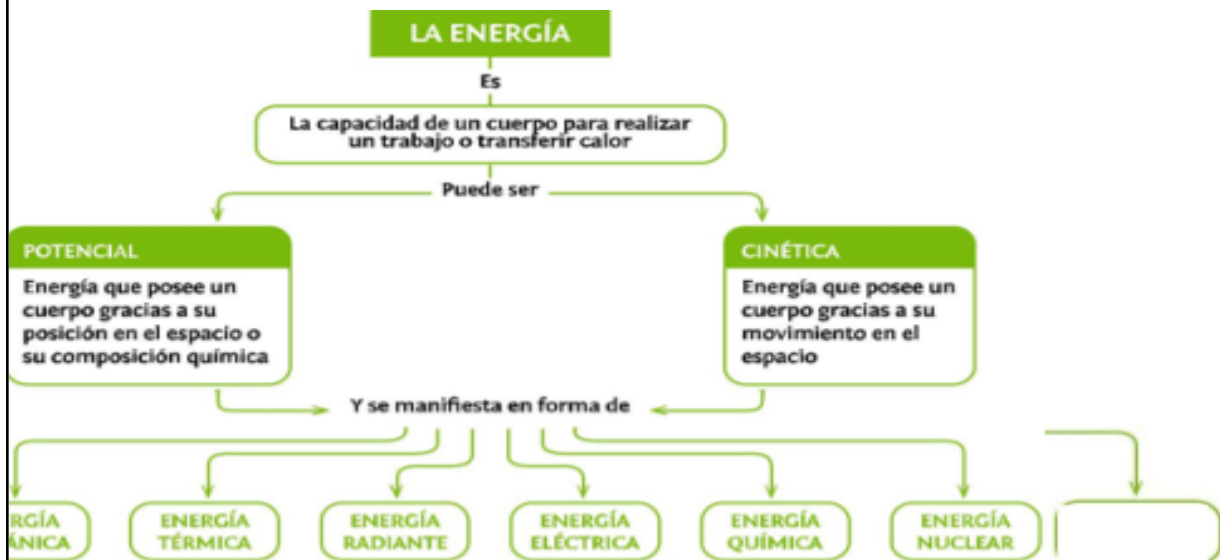 LA ENERGÍA
Es
La capacidad de un cuerpo para realizar
un trabajo o transferir calor
Puede ser
POTENCIAL
Energía que posee un
cuerpo gracias a su
posición en el espacio o
su composición química
CINÉTICA
Energía que posee un
cuerpo gracias a su
movimiento en el
espacio
Y se manifiesta en forma de
RGÍA
ÁNICA
ENERGÍA
TÉRMICA
ENERGÍA
RADIANTE
ENERGÍA
ELÉCTRICA
ENERGÍA
QUÍMICA
ENERGÍA
NUCLEAR